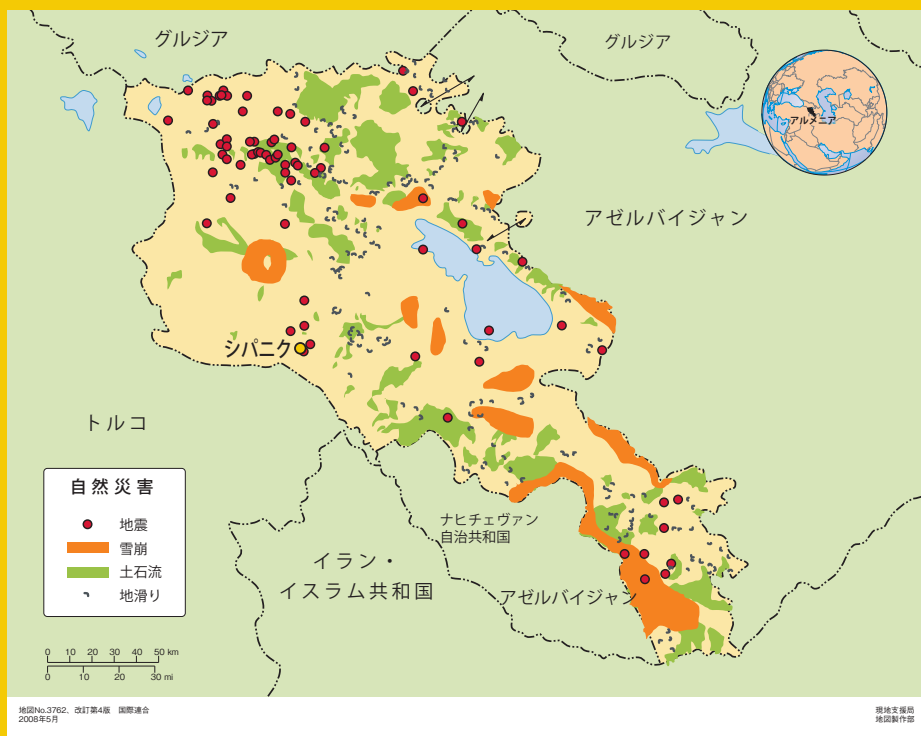 グルジア
グルジア
アルメニア
アゼルバイジャン
シパニク
トルコ
自然災害
地震
雪崩
土石流
地滑り
ナヒチェヴァン
自治共和国
イラン・
イスラム共和国
アゼルバイジャン
0 10 20 30 40 50 km
0 10 20 30 mi
地図No.3762、改訂第4版 国際連合
2008年5月
現地支援局
地図製作部